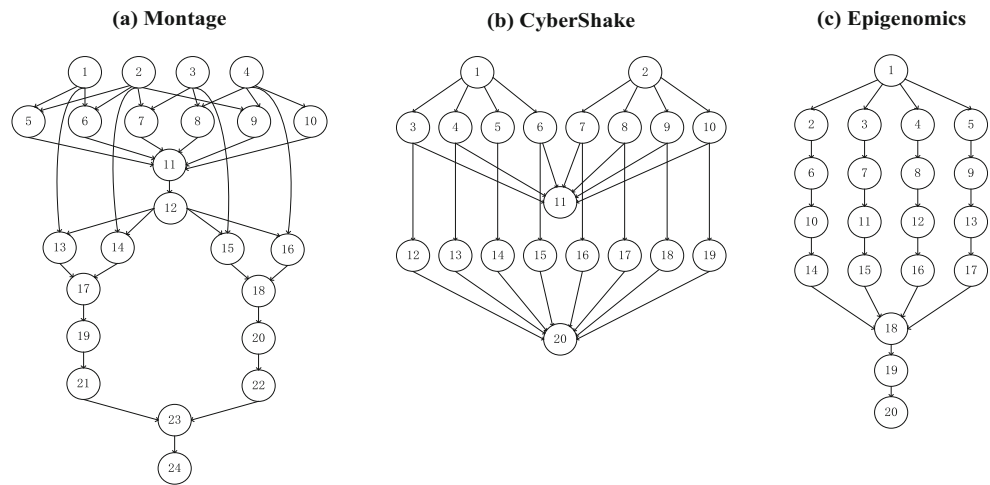 (a) Montage
1 2 3 4
5 6 7 8 9 10
11
12
13 14 15 16
17 18
19 20
21 22
23
24
(b) CyberShake
1 2
3 4 5 6 7 8 9 10
11
12 13 14 15 16 17 18 19
20
(c) Epigenomics
1
2 3 4 5
6 7 8 9
10 11 12 13
14 15 16 17
18
19
20